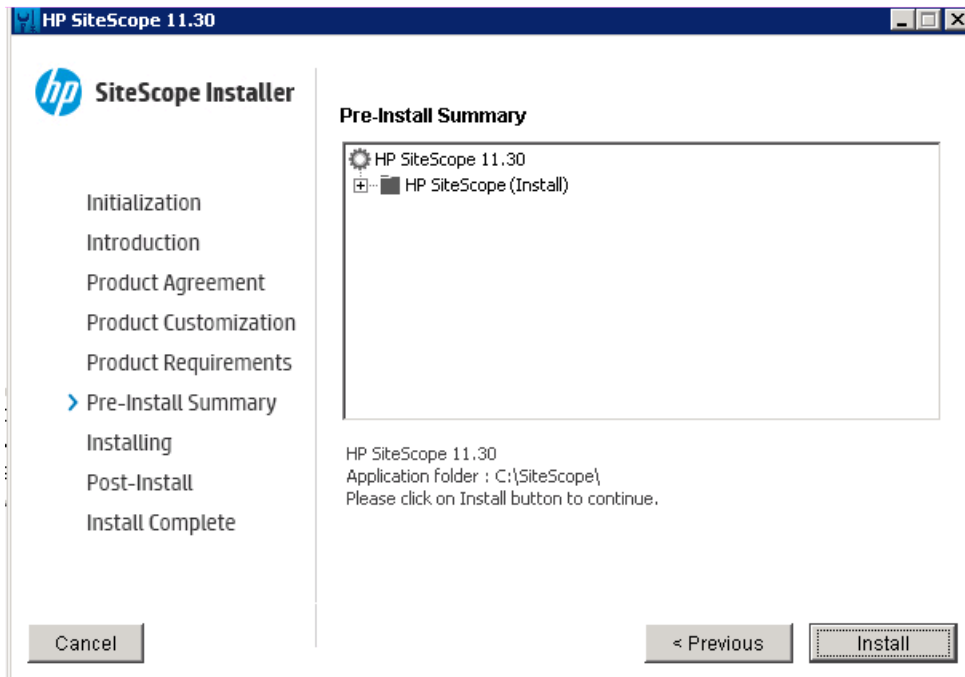 HP SiteScope 11.30
hp SiteScope Installer
Pre-Install Summary
HP SiteScope 11.30
HP SiteScope (Install)
Initialization
Introduction
Product Agreement
Product Customization
Product Requirements
Pre-Install Summary
Installing
Post-Install
Install Complete
HP SiteScope 11.30
Application folder : C:\SiteScope\
Please click on Install button to continue.
Cancel
< Previous
Install